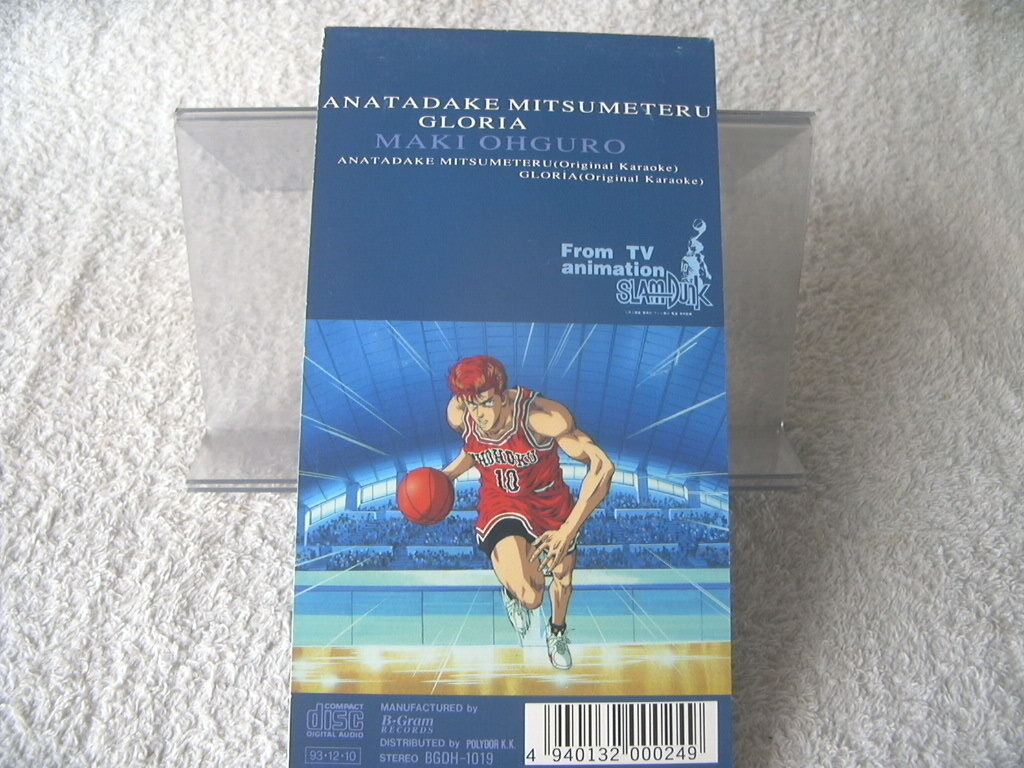 ANATADAKE MITSUMETERU
GLORIA
MAKI OHGURO
ANATADAKE MITSUMETERU(Original Karaoke)
GLORIA(Original Karaoke)
From TV
animation
SLAM DUNK
SHOHOKU
10
COMPACT
disc
DIGITAL AUDIO
93・12・10
MANUFACTURED by
B-Gram
RECORDS
DISTRIBUTED by POLYDOR K.K.
STEREO BGDH-1019
4 940132 000249